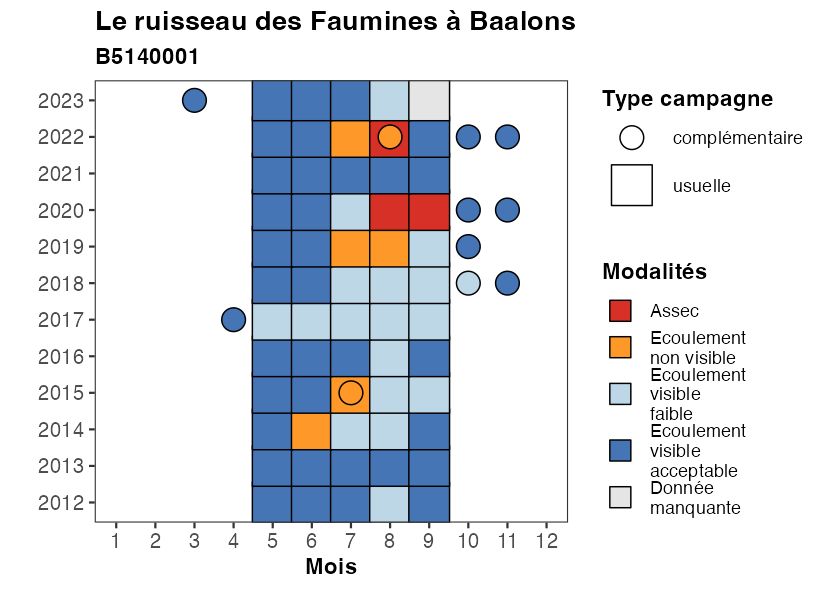 Le ruisseau des Faumines à Baalons
B5140001
2023
2022
2021
2020
2019
2018
2017
2016
2015
2014
2013
2012
1 2 3 4 5 6 7 8 9 10 11 12
Mois
Type campagne
complémentaire
usuelle
Modalités
Assec
Ecoulement
non visible
Ecoulement
visible
faible
Ecoulement
visible
acceptable
Donnée
manquante